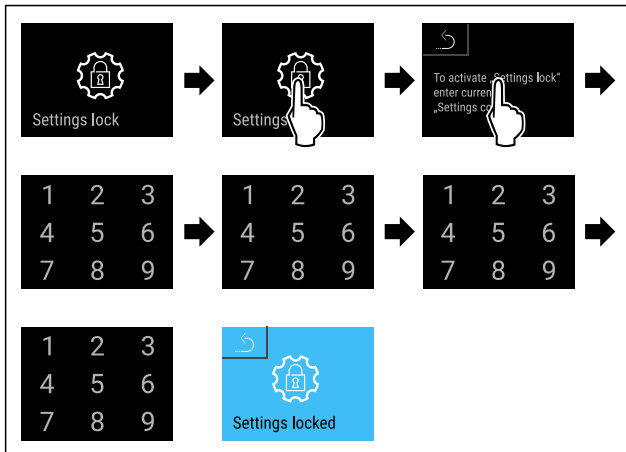 Settings lock
Settings
To activate „Settings lock“
enter curren
„Settings co
1 2 3
4 5 6
7 8 9
1 2 3
4 5 6
7 8 9
1 2 3
4 5 6
7 8 9
1 2 3
4 5 6
7 8 9
Settings locked